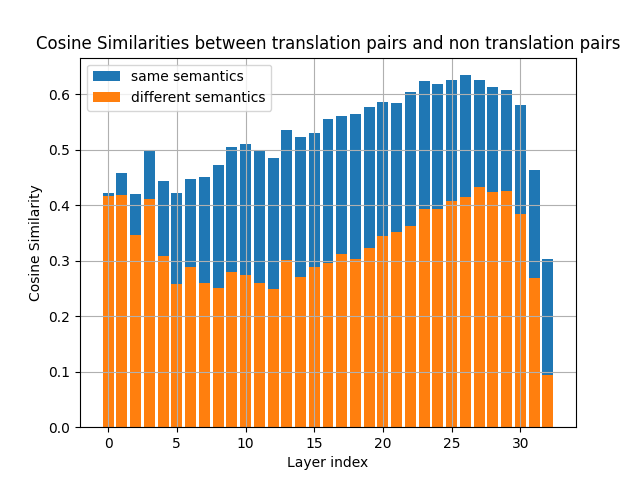 Cosine Similarities between translation pairs and non translation pairs
same semantics
different semantics
Cosine Similarity
0.6
0.5
0.4
0.3
0.2
0.1
0.0
0 5 10 15 20 25 30
Layer index